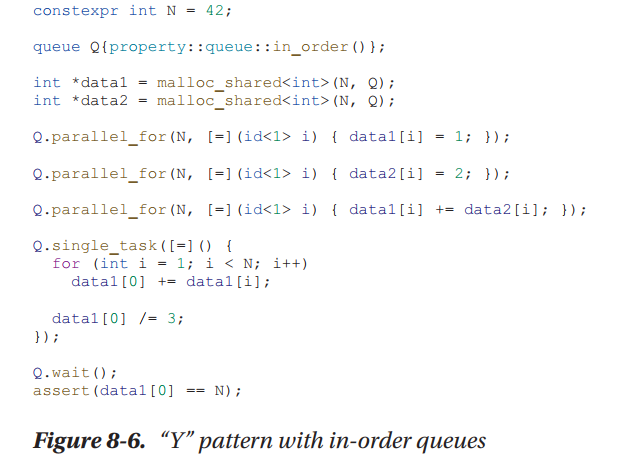 constexpr int N = 42;
queue Q{property::queue::in_order()};
int *data1 = malloc_shared<int>(N, Q);
int *data2 = malloc_shared<int>(N, Q);
Q.parallel_for(N, [=](id<1> i) { data1[i] = 1; });
Q.parallel_for(N, [=](id<1> i) { data2[i] = 2; });
Q.parallel_for(N, [=](id<1> i) { data1[i] += data2[i]; });
Q.single_task([=]() {
  for (int i = 1; i < N; i++)
    data1[0] += data1[i];
  data1[0] /= 3;
});
Q.wait();
assert(data1[0] == N);
Figure 8-6. “Y” pattern with in-order queues